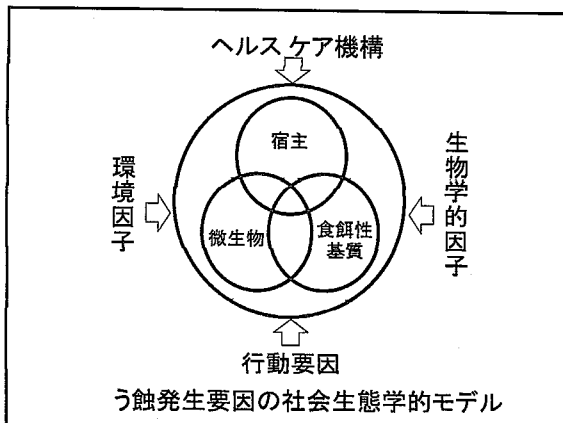 ヘルスケア機構
宿主
環境因子
生物学的因子
微生物
食餌性
基質
行動要因
う蝕発生要因の社会生態学的モデル